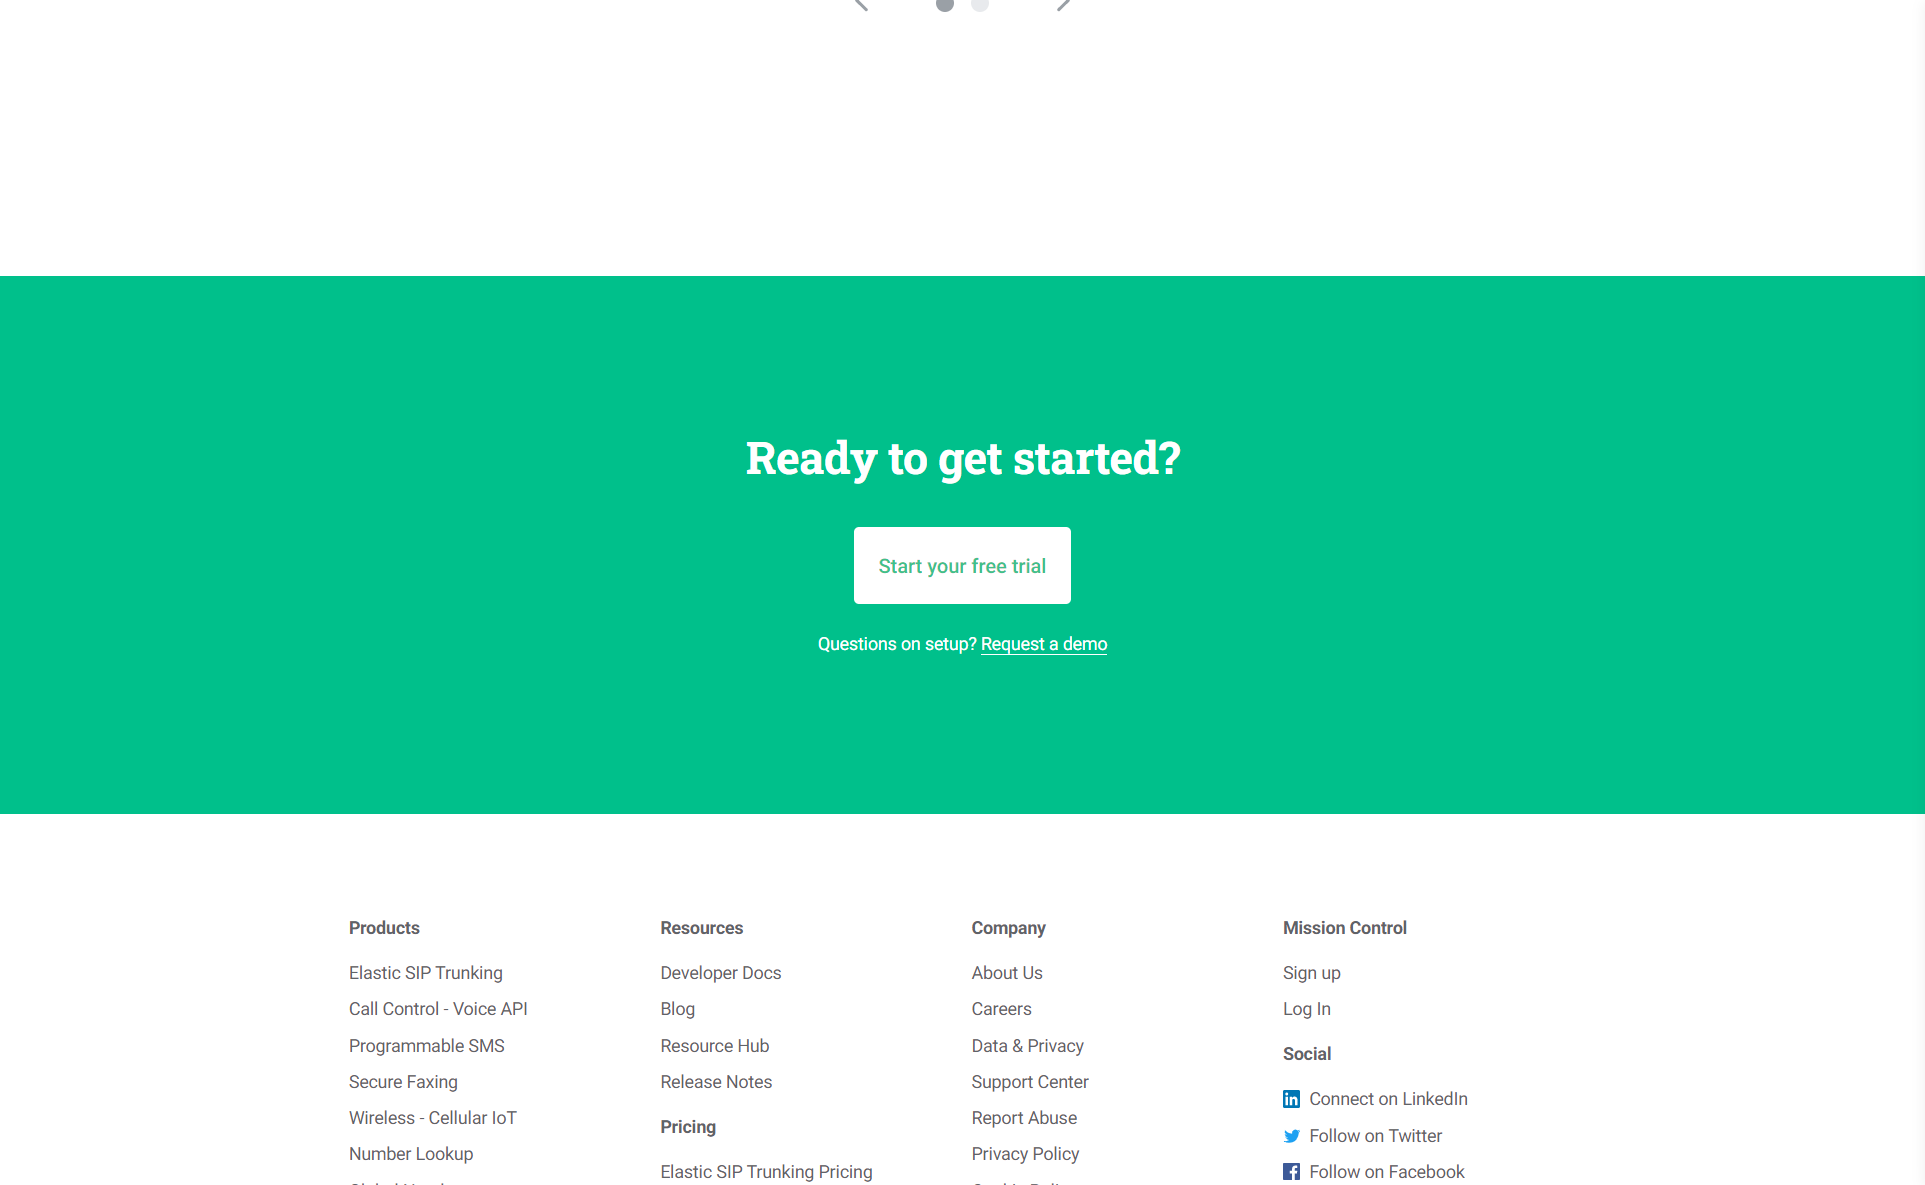 Ready to get started?
Start your free trial
Questions on setup? Request a demo
Products
Elastic SIP Trunking
Call Control - Voice API
Programmable SMS
Secure Faxing
Wireless - Cellular IoT
Number Lookup
Resources
Developer Docs
Blog
Resource Hub
Release Notes
Pricing
Elastic SIP Trunking Pricing
Company
About Us
Careers
Data & Privacy
Support Center
Report Abuse
Privacy Policy
Mission Control
Sign up
Log In
Social
Connect on LinkedIn
Follow on Twitter
Follow on Facebook